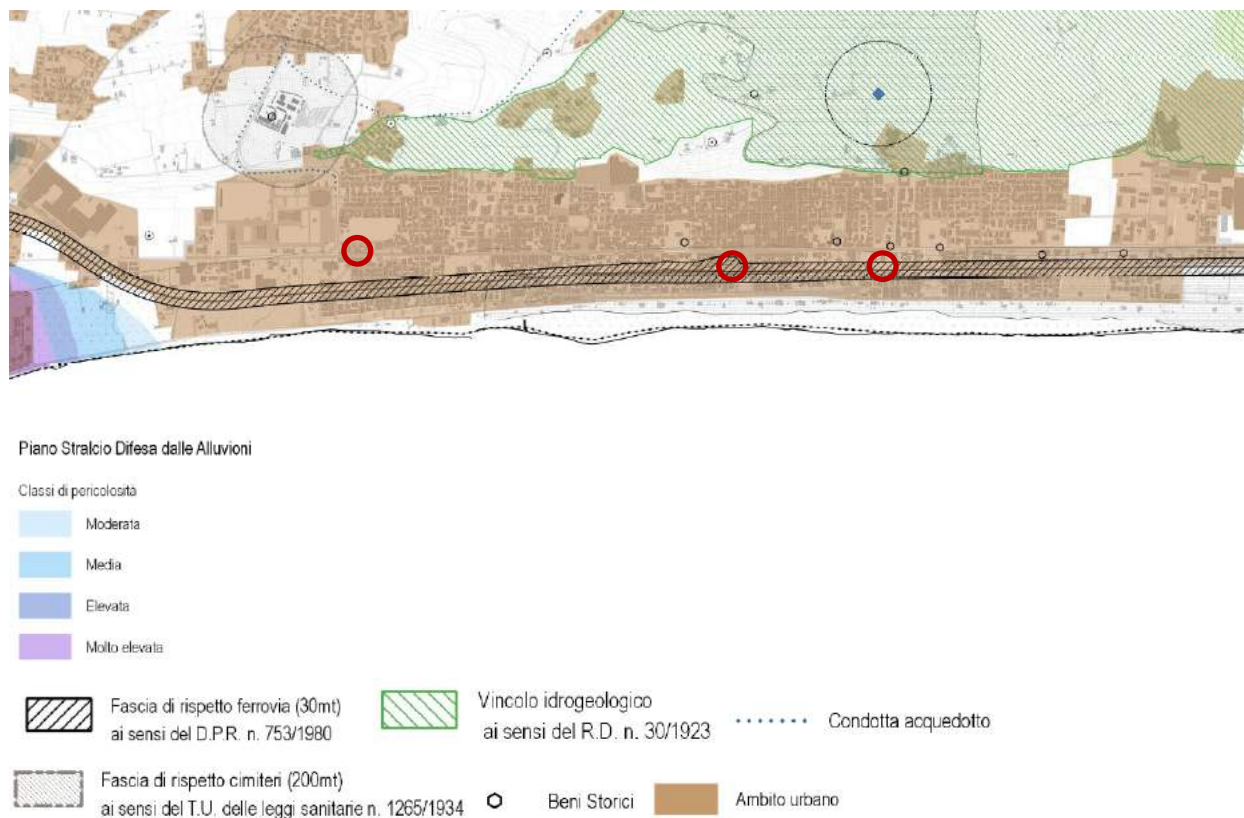 Piano Stralcio Difesa dalle Alluvioni
Classi di pericolosità
Moderata
Media
Elevata
Molto elevata
Fascia di rispetto ferrovia (30mt)
ai sensi del D.P.R. n. 753/1980
Vincolo idrogeologico
ai sensi del R.D. n. 30/1923
Condotta acquedotto
Fascia di rispetto cimiteri (200mt)
ai sensi del T.U. delle leggi sanitarie n. 1265/1934
Beni Storici
Ambito urbano